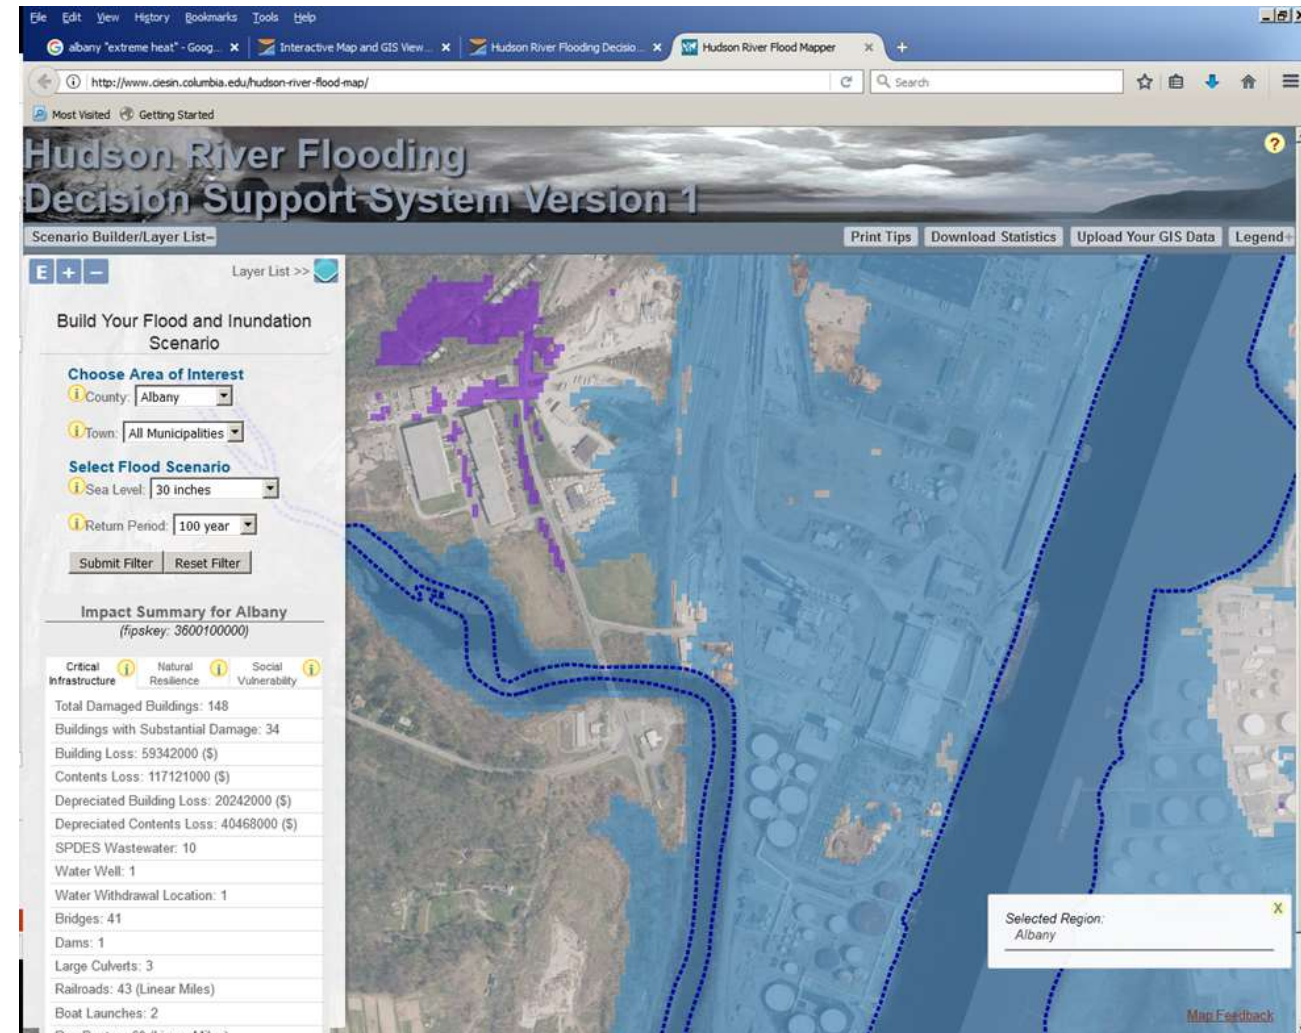 File Edit View History Bookmarks Tools Help
albany "extreme heat" - Goog... × Interactive Map and GIS View... × Hudson River Flooding Decisio... × Hudson River Flood Mapper × +
http://www.ciesin.columbia.edu/hudson-river-flood-map/ Search
Most Visited Getting Started
Hudson River Flooding
Decision Support System Version 1
?
Scenario Builder/Layer List– Print Tips Download Statistics Upload Your GIS Data Legend+
E + – Layer List >>
Build Your Flood and Inundation
Scenario
Choose Area of Interest
i County: Albany
i Town: All Municipalities
Select Flood Scenario
i Sea Level: 30 inches
i Return Period: 100 year
Submit Filter Reset Filter
Impact Summary for Albany
(fipskey: 3600100000)
Critical Infrastructure i Natural Resilience i Social Vulnerability i
Total Damaged Buildings: 148
Buildings with Substantial Damage: 34
Building Loss: 59342000 ($)
Contents Loss: 117121000 ($)
Depreciated Building Loss: 20242000 ($)
Depreciated Contents Loss: 40468000 ($)
SPDES Wastewater: 10
Water Well: 1
Water Withdrawal Location: 1
Bridges: 41
Dams: 1
Large Culverts: 3
Railroads: 43 (Linear Miles)
Boat Launches: 2
Selected Region: X
Albany
Map Feedback